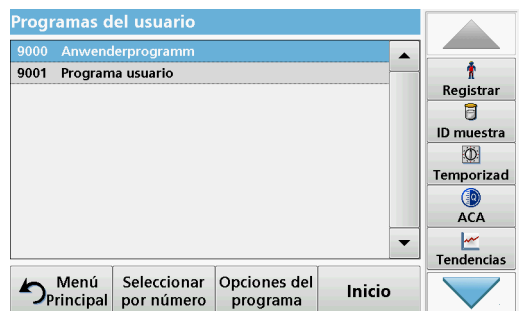 Programas del usuario
9000 Anwenderprogramm
9001 Programa usuario
Registrar
ID muestra
Temporizad
ACA
Tendencias
Menú
Principal
Seleccionar
por número
Opciones del
programa
Inicio